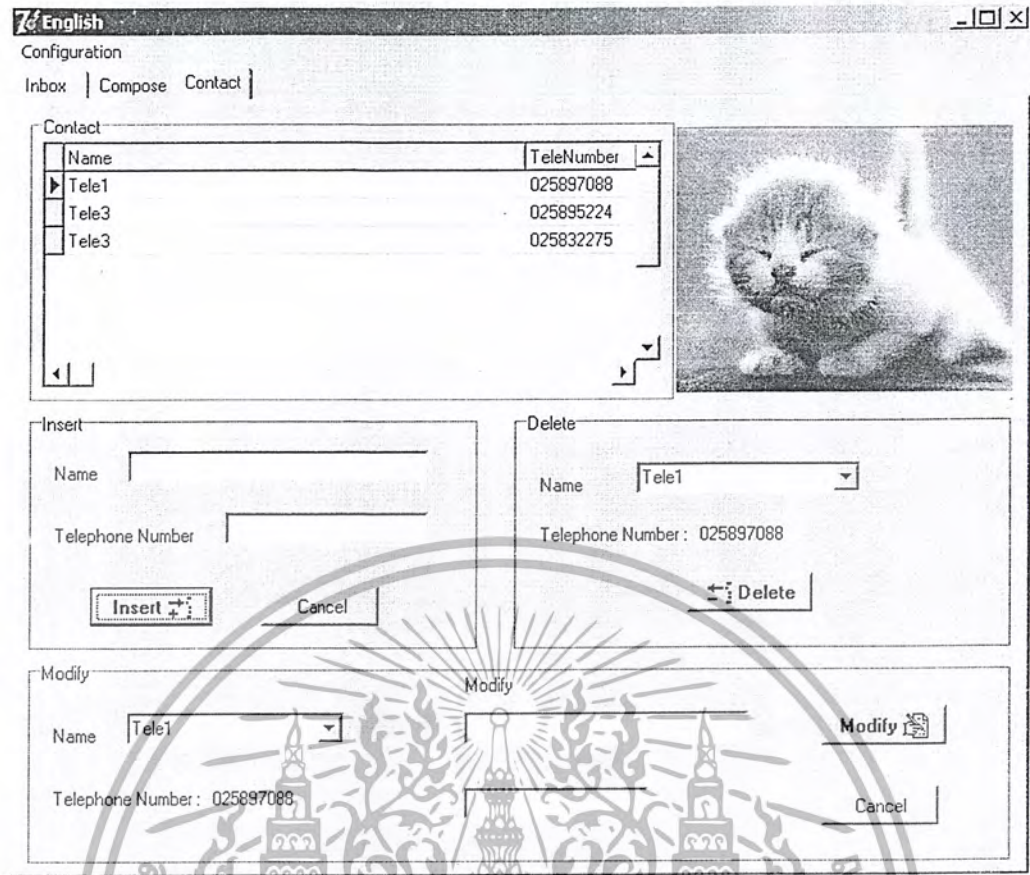 English
Configuration
Inbox Compose Contact
Contact
Name TeleNumber
Tele1 025897088
Tele3 025895224
Tele3 025832275
Insert
Name
Telephone Number
Insert Cancel
Delete
Name Tele1
Telephone Number : 025897088
Delete
Modify
Modify
Name Tele1 Modify
Telephone Number : 025897088 Cancel